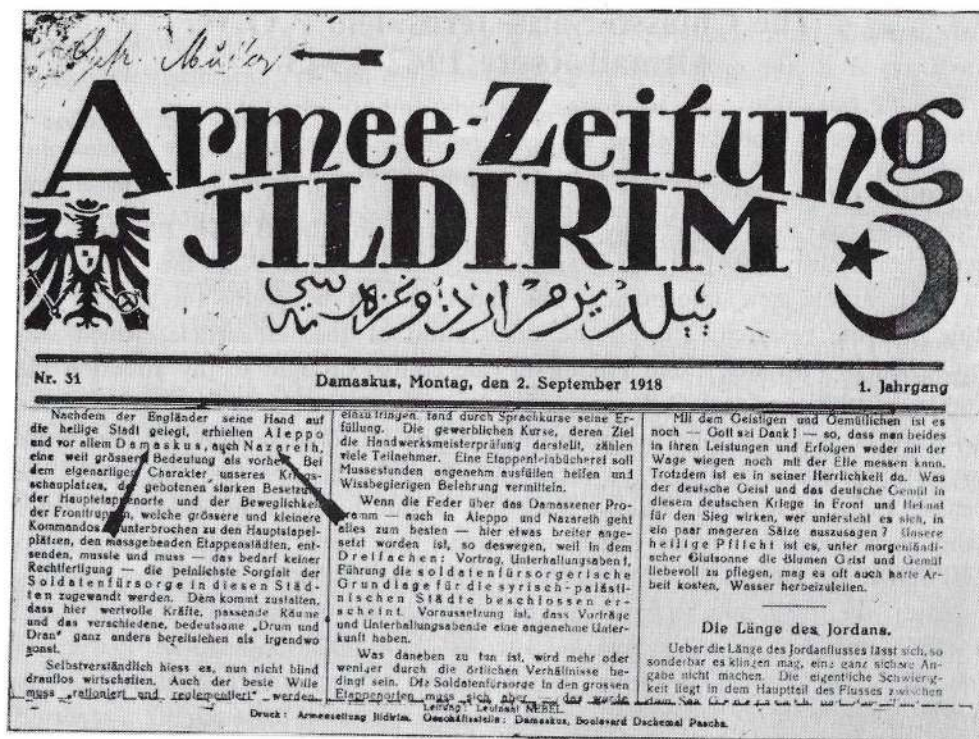 Armee-Zeitung
JILDIRIM
ييلديرم اردو غزته سى
Nr. 31
Damaskus, Montag, den 2. September 1918
1. Jahrgang
Nachdem der Engländer seine Hand auf
die heilige Stadt gelegt, erhielten Aleppo
und vor allem Damaskus, auch Nazareth,
eine weit grössere Bedeutung als vorher. Bei
dem eigenartigen Charakter unseres Kriegs-
schauplatzes, der gebotenen starken Besetzung
der Hauptetappenorte und der Beweglichkeit
der Fronttruppen, welche grössere und kleinere
Kommandos ununterbrochen zu den Hauptstapel-
plätzen, den massgebenden Etappenstädten, ent-
senden, musste und muss — das bedarf keiner
Rechtfertigung — die peinlichste Sorgfalt der
Soldatenfürsorge in diesen Städ-
ten zugewandt werden. Dem kommt zustatten,
dass hier wertvolle Kräfte, passende Räume
und das verschiedene, bedeutsame „Drum und
Dran“ ganz anders bereitstehen als irgendwo
sonst.
Selbstverständlich hiess es, nun nicht blind
drauflos wirtschaften. Auch der beste Wille
muss „rationiert und reglementiert“ werden.
einzudringen, fand durch Sprachkurse seine Er-
füllung. Die gewerblichen Kurse, deren Ziel
die Handwerksmeisterprüfung darstellt, zählen
viele Teilnehmer. Eine Etappenfeinbücherei soll
Mussestunden angenehm ausfüllen helfen und
Wissbegierigen Belehrung vermitteln.
Wenn die Feder über das Damaszener Pro-
gramm — auch in Aleppo und Nazareth geht
alles zum besten — hier etwas breiter ange-
setzt worden ist, so deswegen, weil in dem
Dreifachen: Vortrag, Unterhaltungsabend,
Führung die soldatenfürsorgerische
Grundlage für die syrisch-palästi-
nischen Städte beschlossen er-
scheint. Voraussetzung ist, dass Vorträge
und Unterhaltungsabende eine angenehme Unter-
kunft haben.
Was daneben zu tun ist, wird mehr oder
weniger durch die örtlichen Verhältnisse be-
dingt sein. Die Soldatenfürsorge in den grossen
Etappenorten muss sich aber — das wurde
Mit dem Geistigen und Gemütlichen ist es
noch — Gott sei Dank! — so, dass man beides
in ihren Leistungen und Erfolgen weder mit der
Wage wiegen noch mit der Elle messen kann.
Trotzdem ist es in seiner Herrlichkeit da. Was
der deutsche Geist und das deutsche Gemüt in
diesem deutschen Kriege in Front und Heimat
für den Sieg wirken, wer untersteht es sich, in
ein paar mageren Sätze auszusagen? Unsere
heilige Pflicht ist es, unter morgenländi-
scher Glutsonne die Blumen Geist und Gemüt
liebevoll zu pflegen, mag es oft auch harte Ar-
beit kosten, Wasser herbeizuleiten.
Die Länge des Jordans.
Ueber die Länge des Jordanflusses lässt sich, so
sonderbar es klingen mag, eine ganz sichere An-
gabe nicht machen. Die eigentliche Schwierig-
keit liegt in dem Hauptteil des Flusses zwischen
dem See
Leitung: Leutnant NEBEL.
Druck: Armeezeitung Jildirim. Geschäftsstelle: Damaskus, Boulevard Dschemal Pascha.